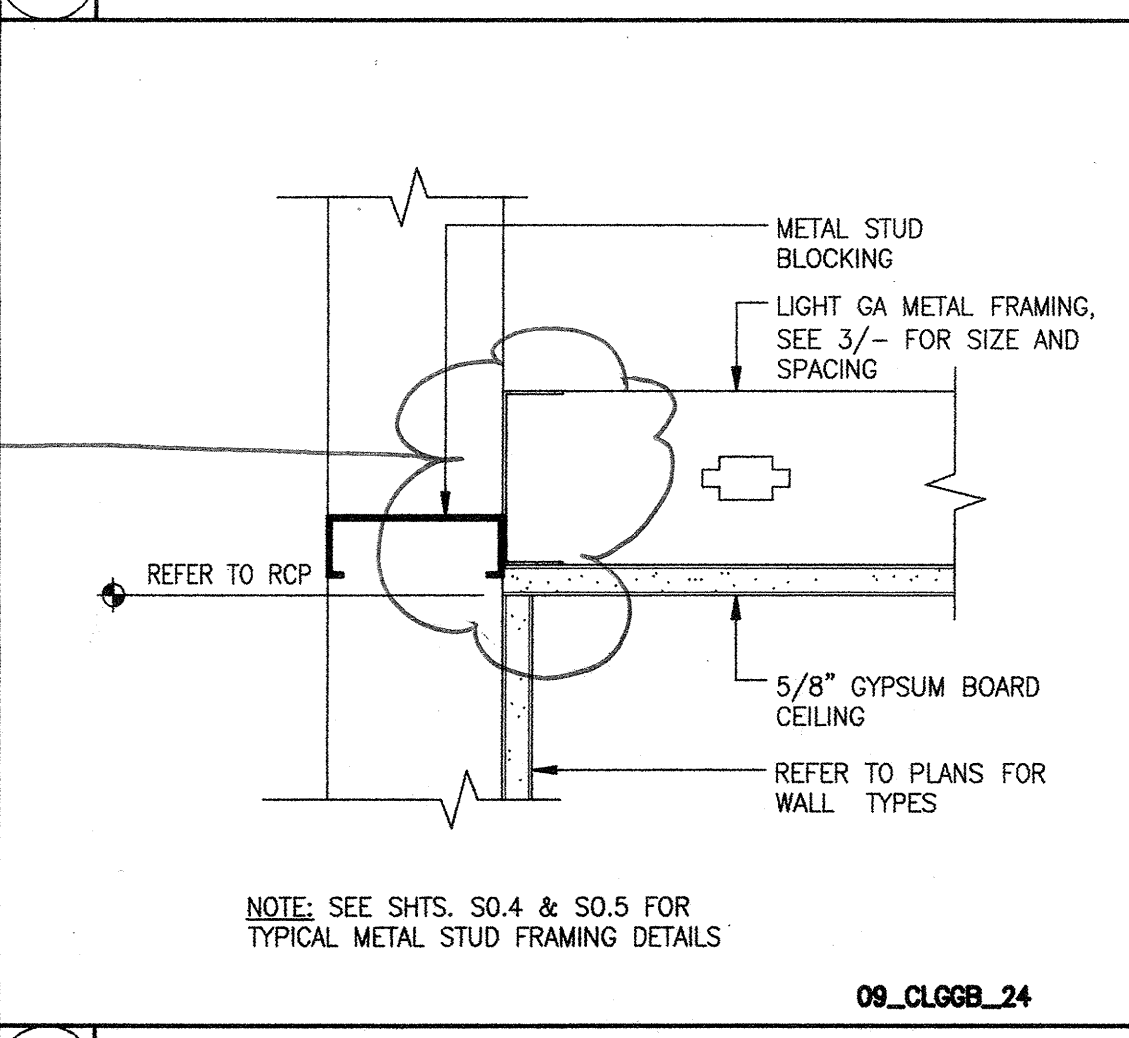 METAL STUD
BLOCKING
LIGHT GA METAL FRAMING,
SEE 3/- FOR SIZE AND
SPACING
REFER TO RCP
5/8" GYPSUM BOARD
CEILING
REFER TO PLANS FOR
WALL TYPES
NOTE: SEE SHTS. S0.4 & S0.5 FOR
TYPICAL METAL STUD FRAMING DETAILS
09_CLGGB_24